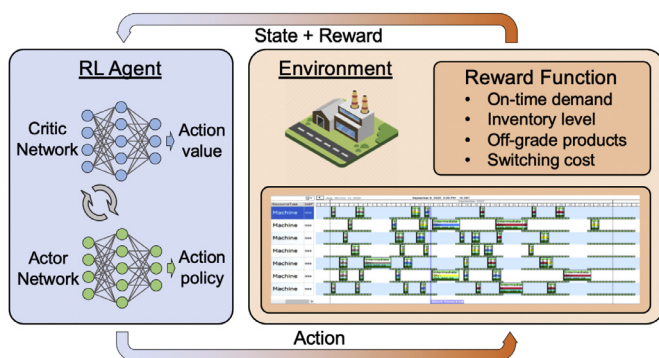 State + Reward
RL Agent
Critic
Network
Action
value
Actor
Network
Action
policy
Environment
Reward Function
• On-time demand
• Inventory level
• Off-grade products
• Switching cost
Machine
Machine
Machine
Machine
Machine
Machine
Machine
Action